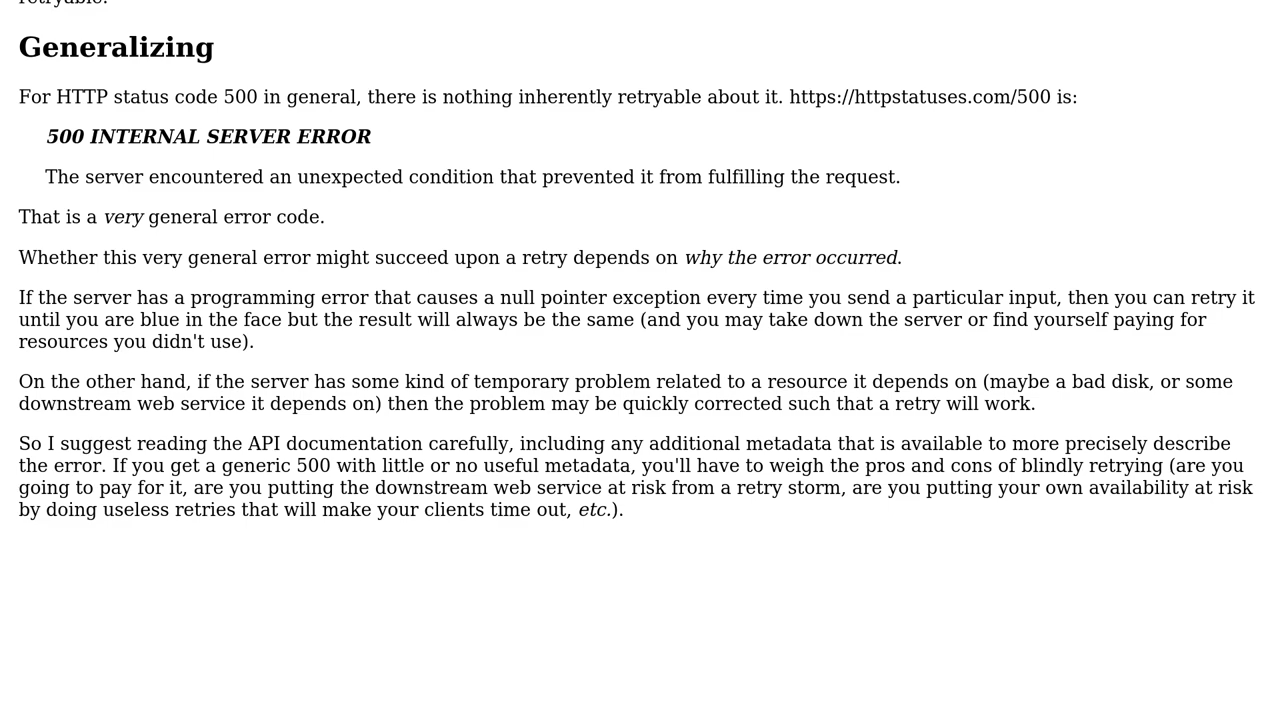 retryable.
Generalizing
For HTTP status code 500 in general, there is nothing inherently retryable about it. https://httpstatuses.com/500 is:
500 INTERNAL SERVER ERROR
The server encountered an unexpected condition that prevented it from fulfilling the request.
That is a very general error code.
Whether this very general error might succeed upon a retry depends on why the error occurred.
If the server has a programming error that causes a null pointer exception every time you send a particular input, then you can retry it
until you are blue in the face but the result will always be the same (and you may take down the server or find yourself paying for
resources you didn't use).
On the other hand, if the server has some kind of temporary problem related to a resource it depends on (maybe a bad disk, or some
downstream web service it depends on) then the problem may be quickly corrected such that a retry will work.
So I suggest reading the API documentation carefully, including any additional metadata that is available to more precisely describe
the error. If you get a generic 500 with little or no useful metadata, you'll have to weigh the pros and cons of blindly retrying (are you
going to pay for it, are you putting the downstream web service at risk from a retry storm, are you putting your own availability at risk
by doing useless retries that will make your clients time out, etc.).